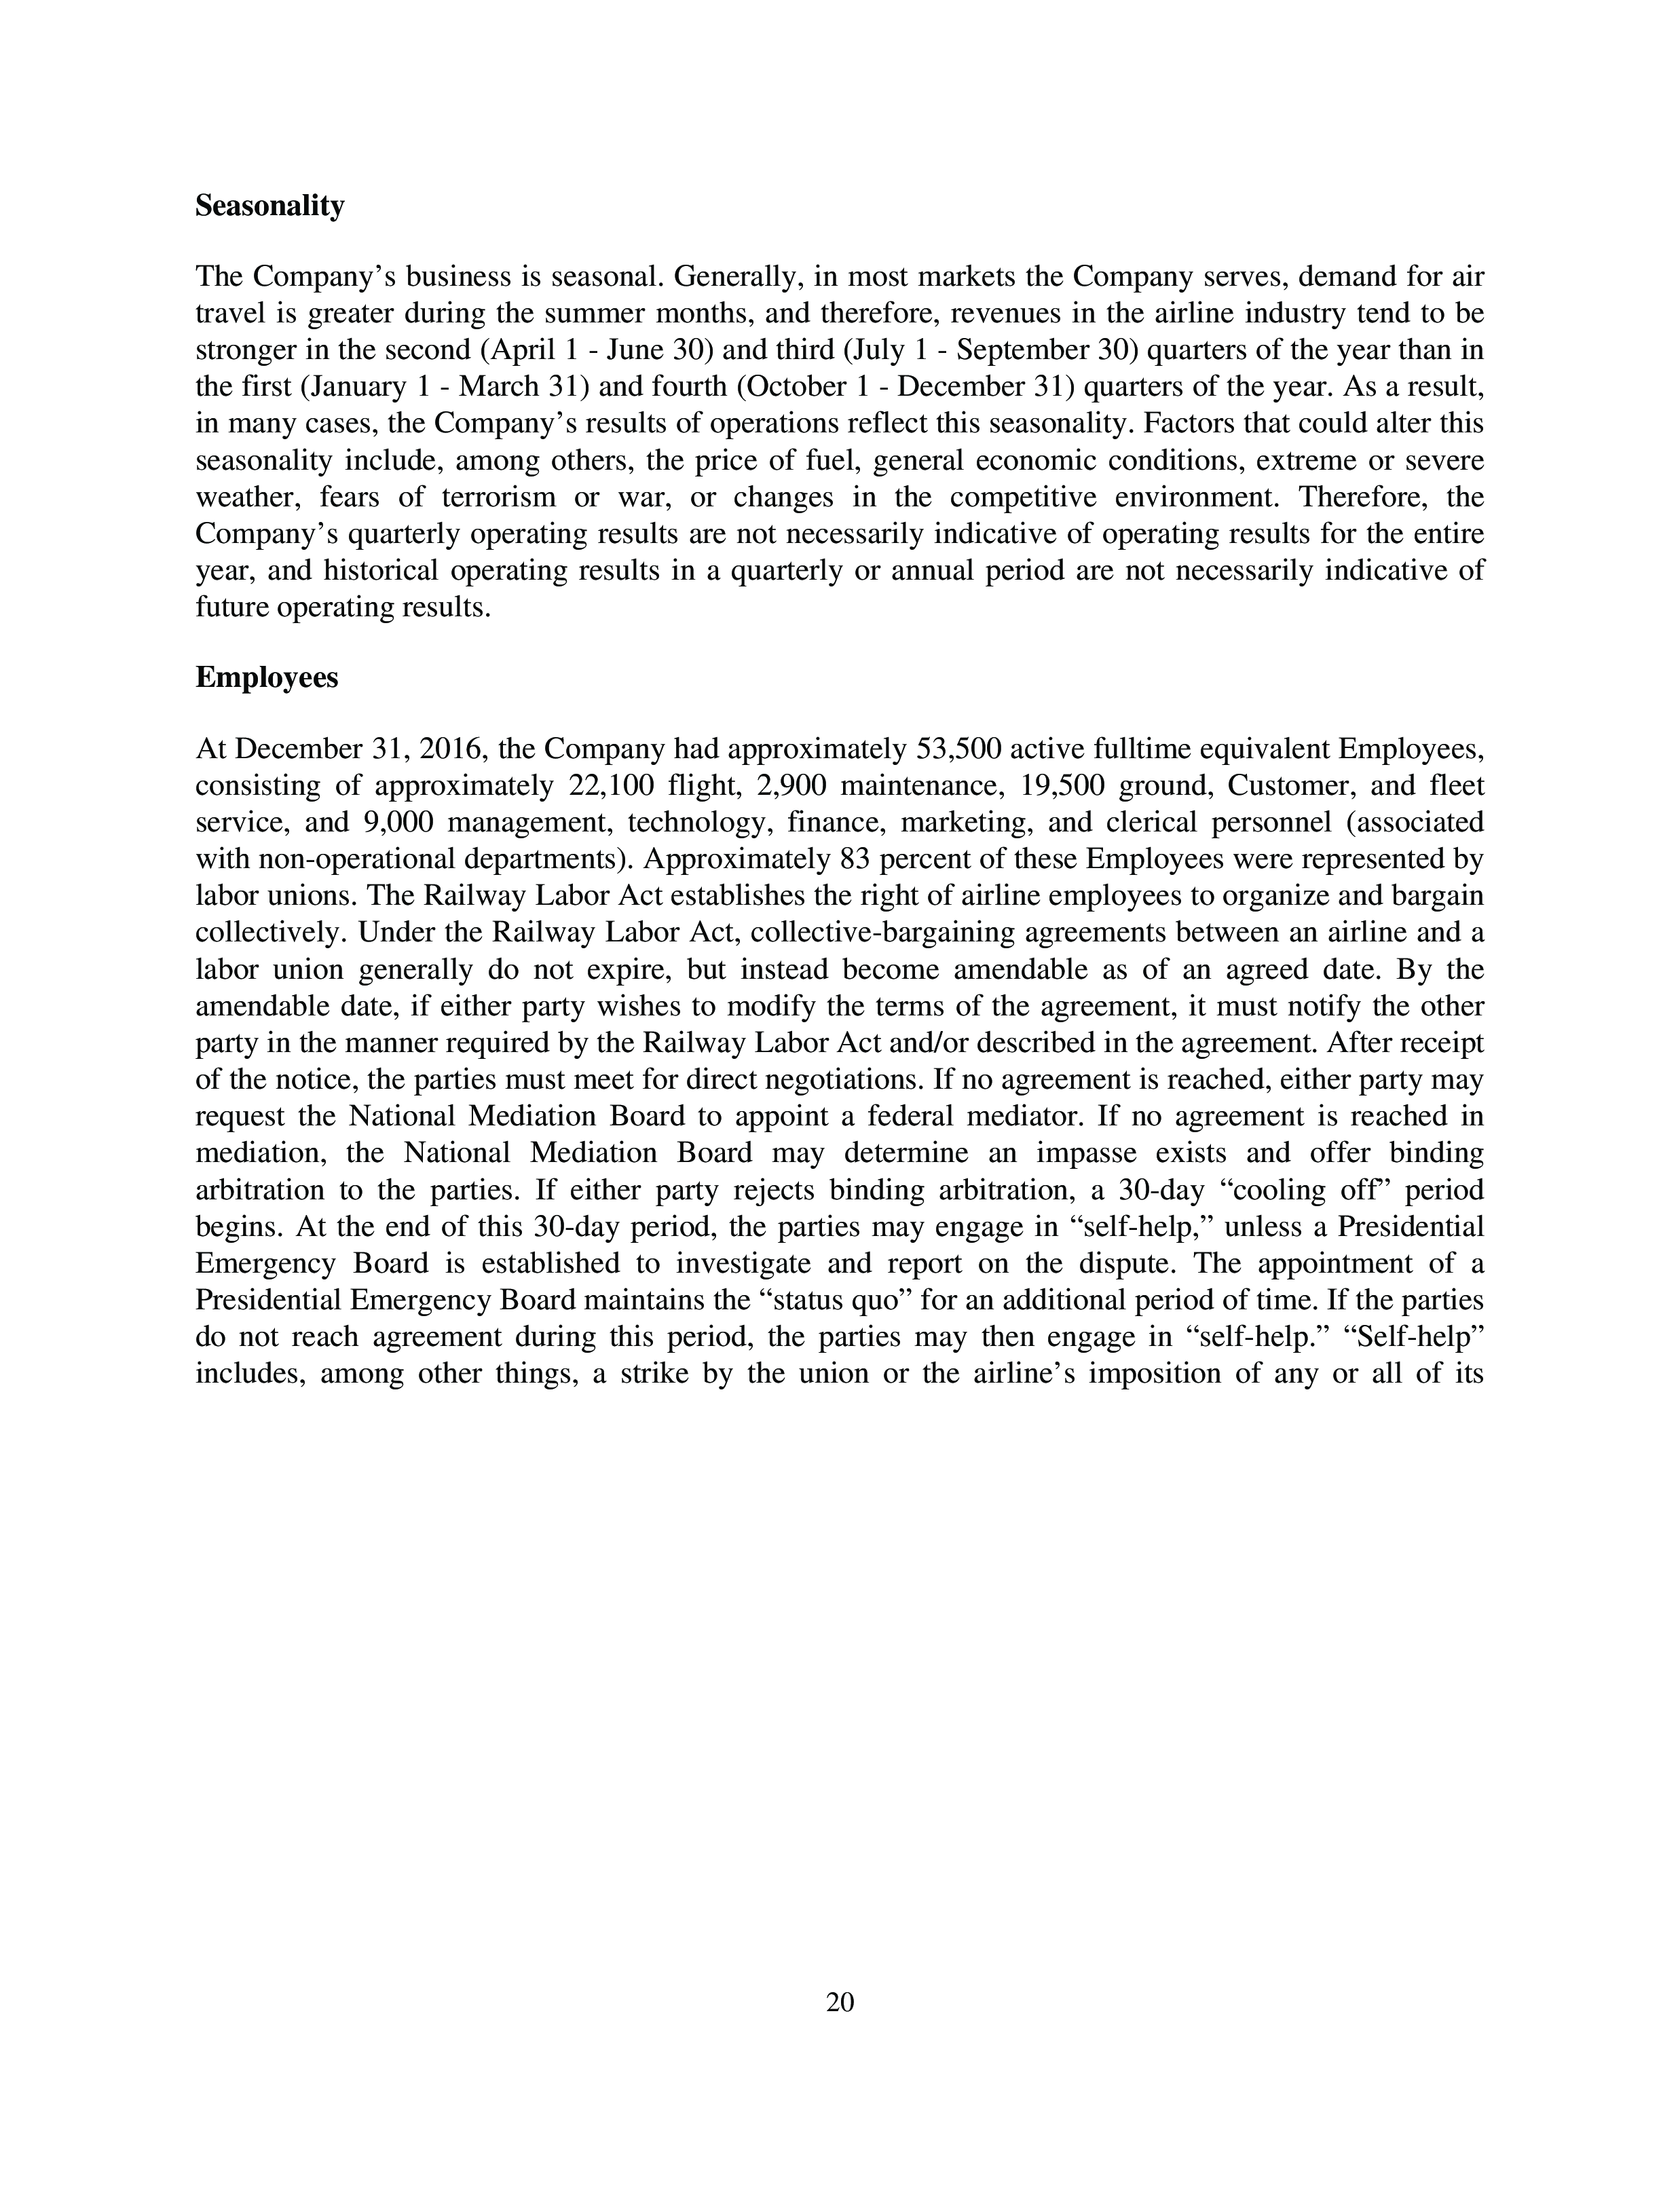 Seasonality
The Company’s business is seasonal. Generally, in most markets the Company serves, demand for air
travel is greater during the summer months, and therefore, revenues in the airline industry tend to be
stronger in the second (April 1 - June 30) and third (July 1 - September 30) quarters of the year than in
the first (January 1 - March 31) and fourth (October 1 - December 31) quarters of the year. As a result,
in many cases, the Company’s results of operations reflect this seasonality. Factors that could alter this
seasonality include, among others, the price of fuel, general economic conditions, extreme or severe
weather, fears of terrorism or war, or changes in the competitive environment. Therefore, the
Company’s quarterly operating results are not necessarily indicative of operating results for the entire
year, and historical operating results in a quarterly or annual period are not necessarily indicative of
future operating results.
Employees
At December 31, 2016, the Company had approximately 53,500 active fulltime equivalent Employees,
consisting of approximately 22,100 flight, 2,900 maintenance, 19,500 ground, Customer, and fleet
service, and 9,000 management, technology, finance, marketing, and clerical personnel (associated
with non-operational departments). Approximately 83 percent of these Employees were represented by
labor unions. The Railway Labor Act establishes the right of airline employees to organize and bargain
collectively. Under the Railway Labor Act, collective-bargaining agreements between an airline and a
labor union generally do not expire, but instead become amendable as of an agreed date. By the
amendable date, if either party wishes to modify the terms of the agreement, it must notify the other
party in the manner required by the Railway Labor Act and/or described in the agreement. After receipt
of the notice, the parties must meet for direct negotiations. If no agreement is reached, either party may
request the National Mediation Board to appoint a federal mediator. If no agreement is reached in
mediation, the National Mediation Board may determine an impasse exists and offer binding
arbitration to the parties. If either party rejects binding arbitration, a 30-day “cooling off” period
begins. At the end of this 30-day period, the parties may engage in “self-help,” unless a Presidential
Emergency Board is established to investigate and report on the dispute. The appointment of a
Presidential Emergency Board maintains the “status quo” for an additional period of time. If the parties
do not reach agreement during this period, the parties may then engage in “self-help.” “Self-help”
includes, among other things, a strike by the union or the airline’s imposition of any or all of its
20